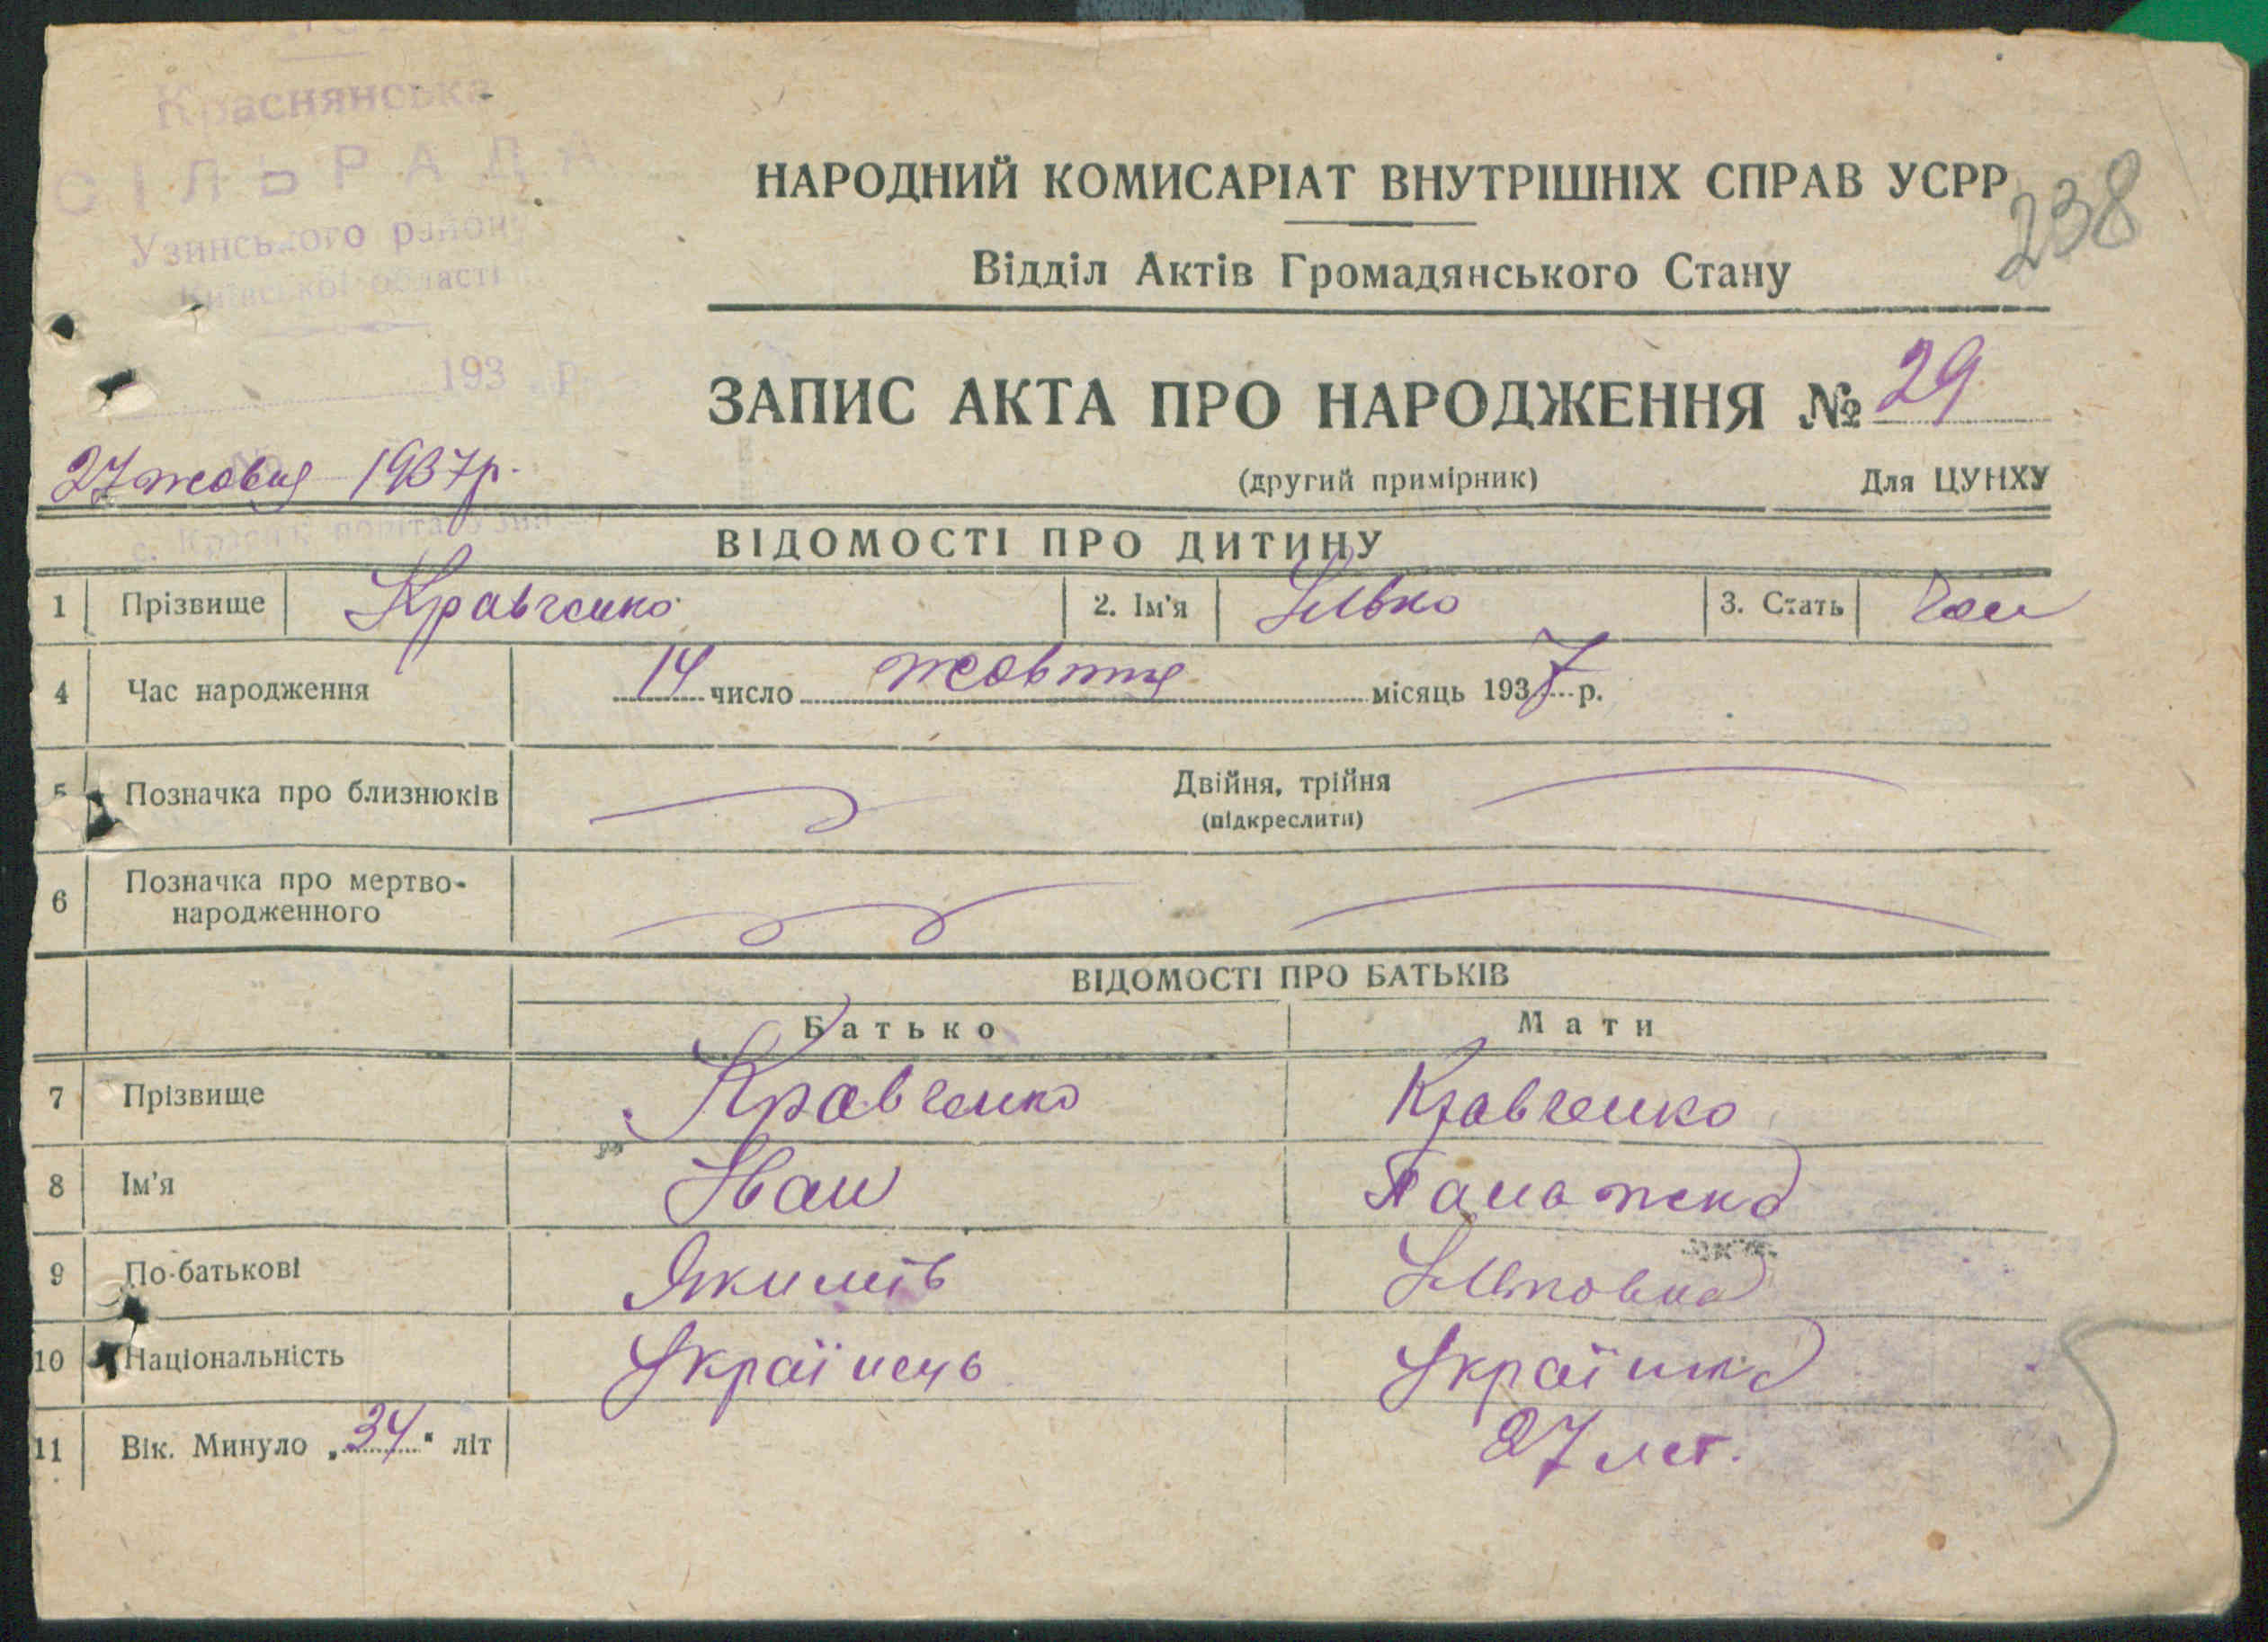 Краснянська
СІЛЬРАДА
Узинського району
Київської області
193 р.
НАРОДНИЙ КОМИСАРІАТ ВНУТРІШНІХ СПРАВ УСРР
238
Відділ Актів Громадянського Стану
ЗАПИС АКТА ПРО НАРОДЖЕННЯ № 29
27 жовтня 1937 р.
(другий примірник) Для ЦУНХУ
ВІДОМОСТІ ПРО ДИТИНУ
1 Прізвище Кравченко 2. Ім'я 3. Стать Чол
4 Час народження 14 число жовтня місяць 1937 р.
5 Позначка про близнюків Двійня, трійня
(підкреслити)
6 Позначка про мертво-
народженного
ВІДОМОСТІ ПРО БАТЬКІВ
Батько Мати
7 Прізвище Кравченко Кравченко
8 Ім'я Іван
9 По-батькові Якимів
10 Національність Українець Українка
11 Вік. Минуло „34" літ 27 лет.